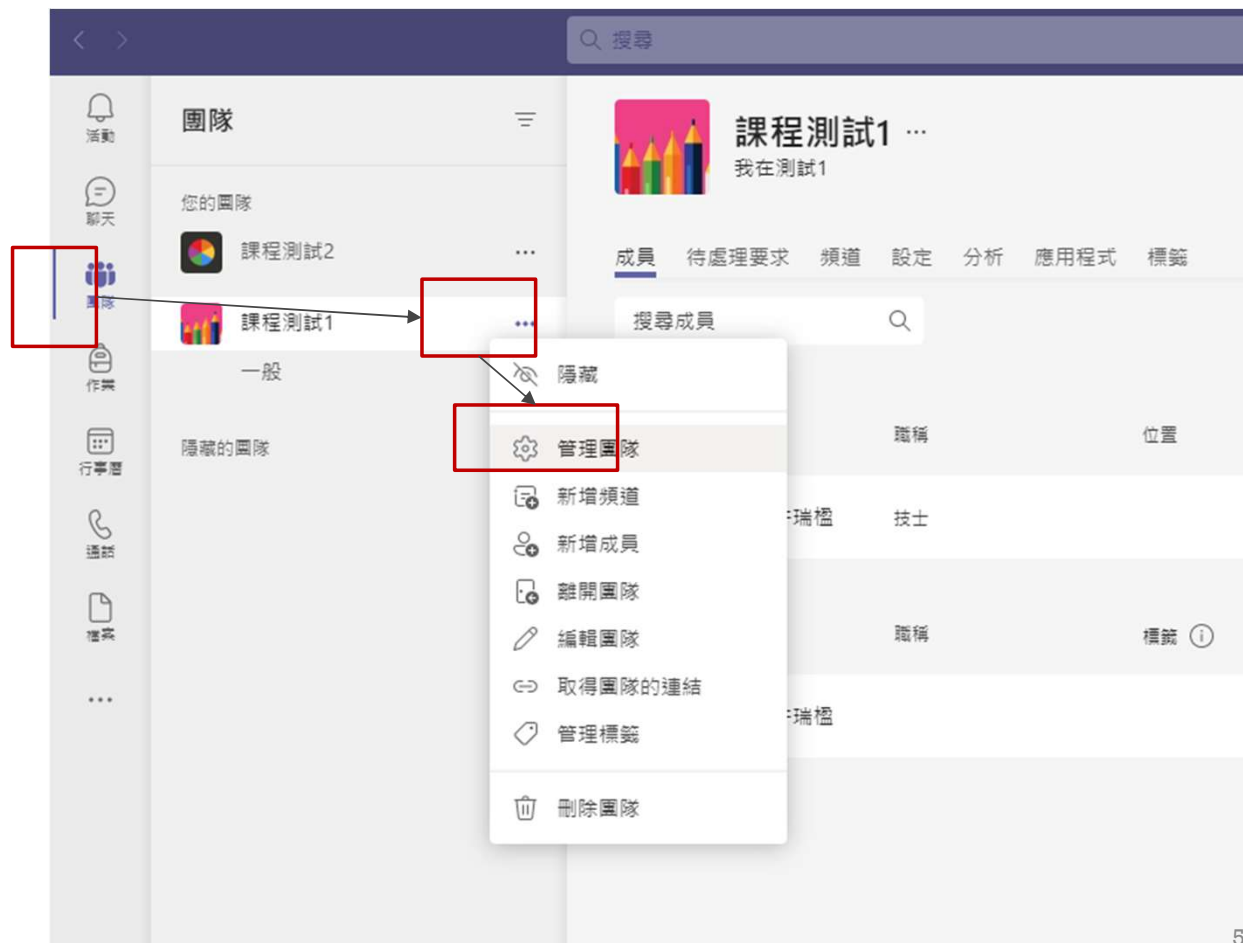 搜尋
活動
聊天
團隊
作業
行事曆
通話
檔案
團隊
您的團隊
課程測試2
課程測試1
一般
隱藏的團隊
課程測試1
我在測試1
成員 待處理要求 頻道 設定 分析 應用程式 標籤
搜尋成員
隱藏
管理團隊
新增頻道
新增成員
離開團隊
編輯團隊
取得團隊的連結
管理標籤
刪除團隊
職稱 位置
瑞楹 技士
職稱 標籤
瑞楹
5